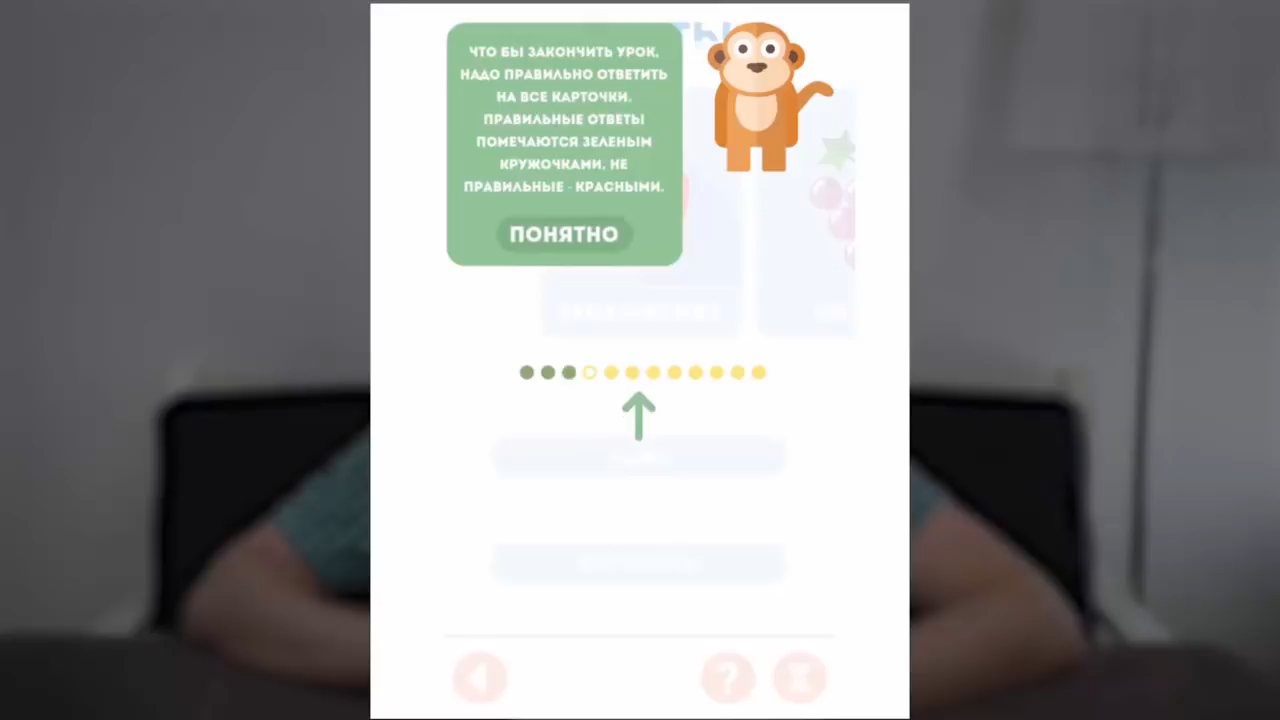 ЧТО БЫ ЗАКОНЧИТЬ УРОК,
НАДО ПРАВИЛЬНО ОТВЕТИТЬ
НА ВСЕ КАРТОЧКИ.
ПРАВИЛЬНЫЕ ОТВЕТЫ
ПОМЕЧАЮТСЯ ЗЕЛЕНЫМ
КРУЖОЧКАМИ, НЕ
ПРАВИЛЬНЫЕ - КРАСНЫМИ.
ПОНЯТНО
?